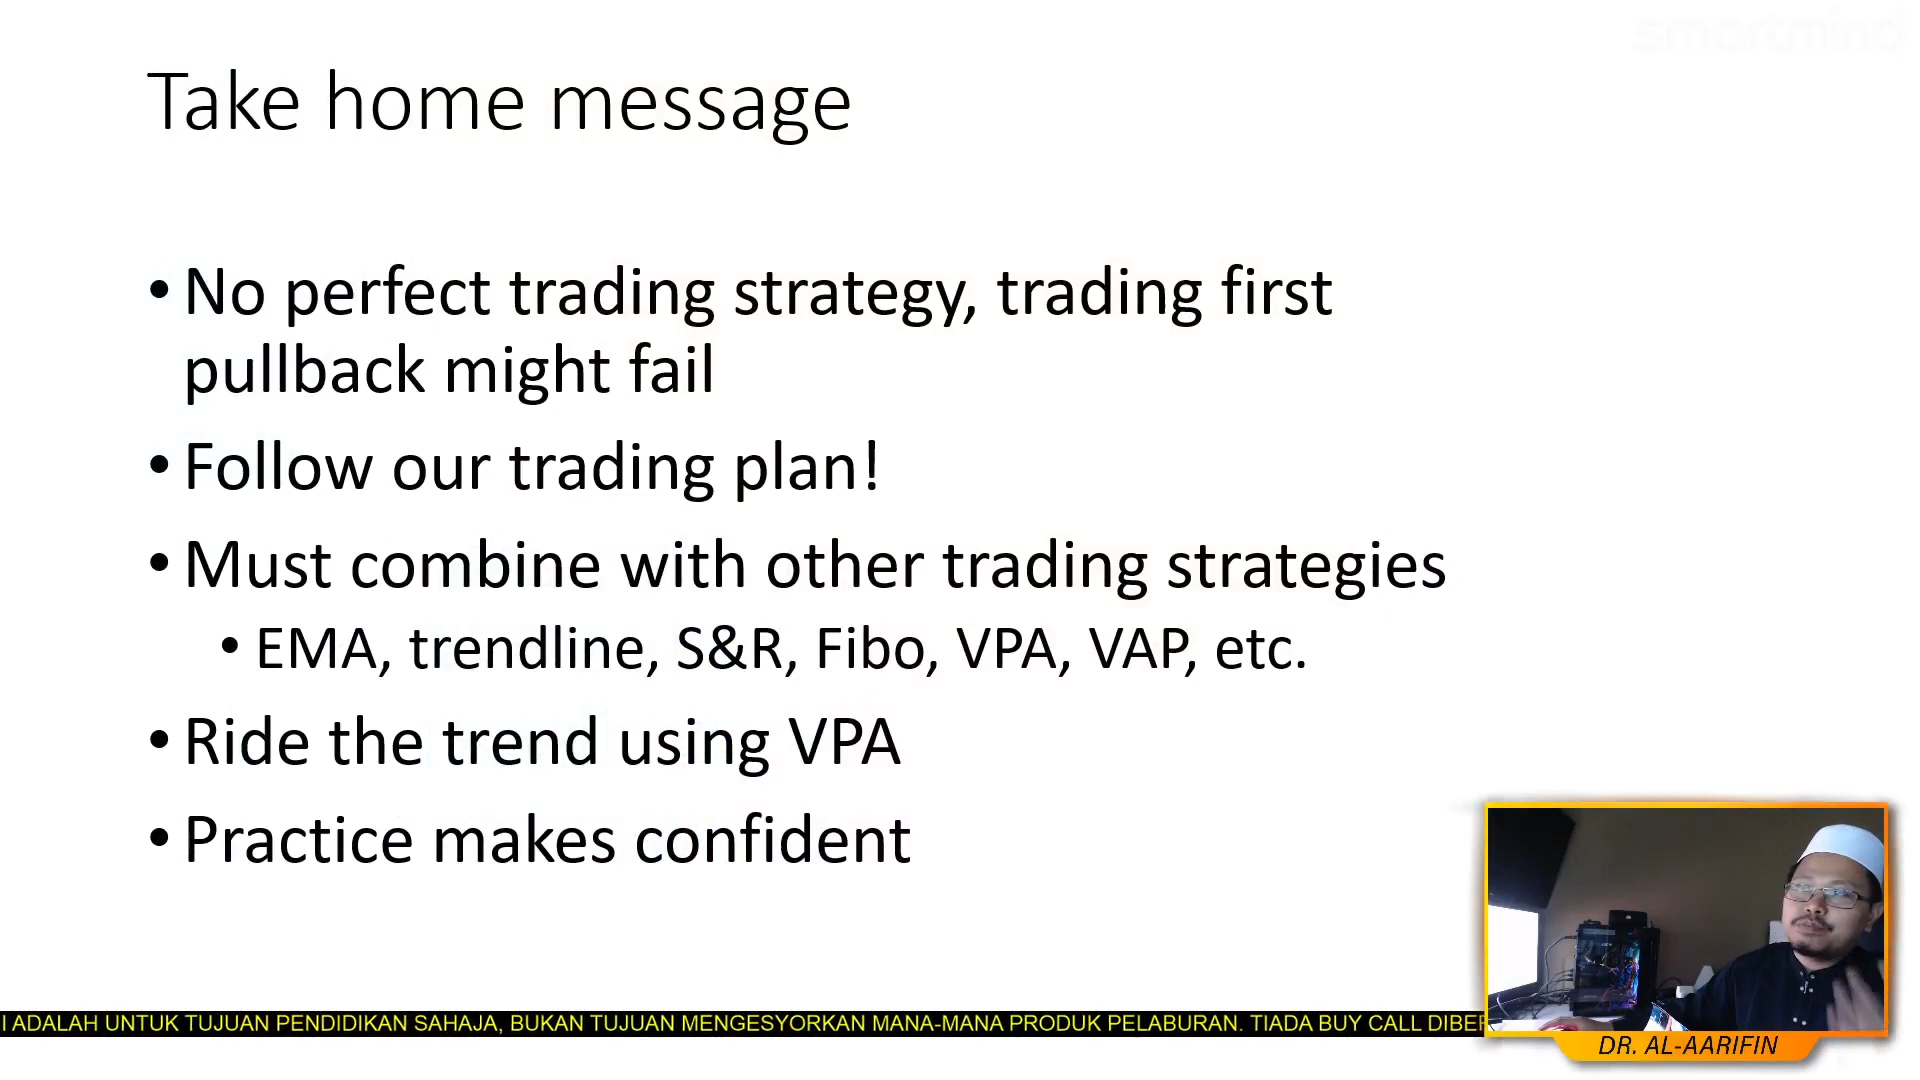 smartmind
Take home message
• No perfect trading strategy, trading first
pullback might fail
• Follow our trading plan!
• Must combine with other trading strategies
• EMA, trendline, S&R, Fibo, VPA, VAP, etc.
• Ride the trend using VPA
• Practice makes confident
I ADALAH UNTUK TUJUAN PENDIDIKAN SAHAJA, BUKAN TUJUAN MENGESYORKAN MANA-MANA PRODUK PELABURAN. TIADA BUY CALL DIBER
DR. AL-AARIFIN